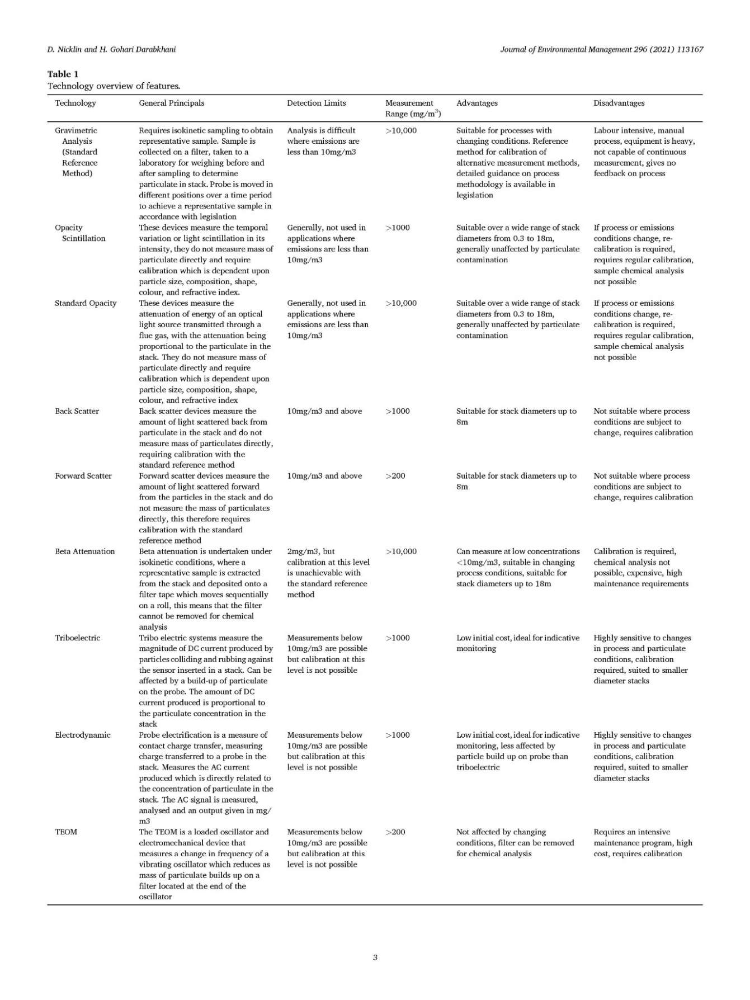 D. Nicklin and H. Gohari Darabkhani
Journal of Environmental Management 296 (2021) 113167
Table 1
Technology overview of features.
Technology
General Principals
Detection Limits
Measurement
Range (mg/m³)
Advantages
Disadvantages
Gravimetric
Analysis
(Standard
Reference
Method)
Requires isokinetic sampling to obtain
representative sample. Sample is
collected on a filter, taken to a
laboratory for weighing before and
after sampling to determine
particulate in stack. Probe is moved in
different positions over a time period
to achieve a representative sample in
accordance with legislation
Analysis is difficult
where emissions are
less than 10mg/m3
>10,000
Suitable for processes with
changing conditions. Reference
method for calibration of
alternative measurement methods,
detailed guidance on process
methodology is available in
legislation
Labour intensive, manual
process, equipment is heavy,
not capable of continuous
measurement, gives no
feedback on process
Opacity
Scintillation
These devices measure the temporal
variation or light scintillation in its
intensity, they do not measure mass of
particulate directly and require
calibration which is dependent upon
particle size, composition, shape,
colour, and refractive index.
Generally, not used in
applications where
emissions are less than
10mg/m3
>1000
Suitable over a wide range of stack
diameters from 0.3 to 18m,
generally unaffected by particulate
contamination
If process or emissions
conditions change, re-
calibration is required,
requires regular calibration,
sample chemical analysis
not possible
Standard Opacity
These devices measure the
attenuation of energy of an optical
light source transmitted through a
flue gas, with the attenuation being
proportional to the particulate in the
stack. They do not measure mass of
particulate directly and require
calibration which is dependent upon
particle size, composition, shape,
colour, and refractive index
Generally, not used in
applications where
emissions are less than
10mg/m3
>10,000
Suitable over a wide range of stack
diameters from 0.3 to 18m,
generally unaffected by particulate
contamination
If process or emissions
conditions change, re-
calibration is required,
requires regular calibration,
sample chemical analysis
not possible
Back Scatter
Back scatter devices measure the
amount of light scattered back from
particulate in the stack and do not
measure mass of particulates directly,
requiring calibration with the
standard reference method
10mg/m3 and above
>1000
Suitable for stack diameters up to
8m
Not suitable where process
conditions are subject to
change, requires calibration
Forward Scatter
Forward scatter devices measure the
amount of light scattered forward
from the particles in the stack and do
not measure the mass of particulates
directly, this therefore requires
calibration with the standard
reference method
10mg/m3 and above
>200
Suitable for stack diameters up to
8m
Not suitable where process
conditions are subject to
change, requires calibration
Beta Attenuation
Beta attenuation is undertaken under
isokinetic conditions, where a
representative sample is extracted
from the stack and deposited onto a
filter tape which moves sequentially
on a roll, this means that the filter
cannot be removed for chemical
analysis
2mg/m3, but
calibration at this level
is unachievable with
the standard reference
method
>10,000
Can measure at low concentrations
<10mg/m3, suitable in changing
process conditions, suitable for
stack diameters up to 18m
Calibration is required,
chemical analysis not
possible, expensive, high
maintenance requirements
Triboelectric
Tribo electric systems measure the
magnitude of DC current produced by
particles colliding and rubbing against
the sensor inserted in a stack. Can be
affected by a build-up of particulate
on the probe. The amount of DC
current produced is proportional to
the particulate concentration in the
stack
Measurements below
10mg/m3 are possible
but calibration at this
level is not possible
>1000
Low initial cost, ideal for indicative
monitoring
Highly sensitive to changes
in process and particulate
conditions, calibration
required, suited to smaller
diameter stacks
Electrodynamic
Probe electrification is a measure of
contact charge transfer, measuring
charge transferred to a probe in the
stack. Measures the AC current
produced which is directly related to
the concentration of particulate in the
stack. The AC signal is measured,
analysed and an output given in mg/
m3
Measurements below
10mg/m3 are possible
but calibration at this
level is not possible
>1000
Low initial cost, ideal for indicative
monitoring, less affected by
particle build up on probe than
triboelectric
Highly sensitive to changes
in process and particulate
conditions, calibration
required, suited to smaller
diameter stacks
TEOM
The TEOM is a loaded oscillator and
electromechanical device that
measures a change in frequency of a
vibrating oscillator which reduces as
mass of particulate builds up on a
filter located at the end of the
oscillator
Measurements below
10mg/m3 are possible
but calibration at this
level is not possible
>200
Not affected by changing
conditions, filter can be removed
for chemical analysis
Requires an intensive
maintenance program, high
cost, requires calibration
3